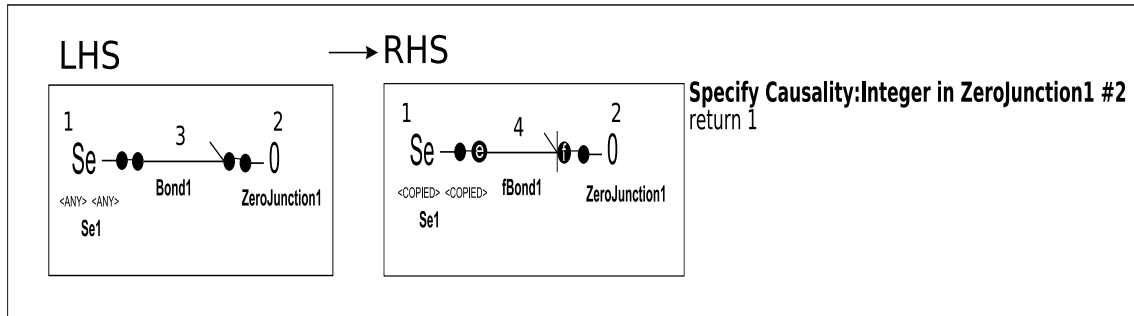 LHS
RHS
1
3
2
Se
0
Bond1
ZeroJunction1
<ANY> <ANY>
Se1
1
4
2
Se
e
f
0
fBond1
ZeroJunction1
<COPIED> <COPIED>
Se1
Specify Causality:Integer in ZeroJunction1 #2
return 1